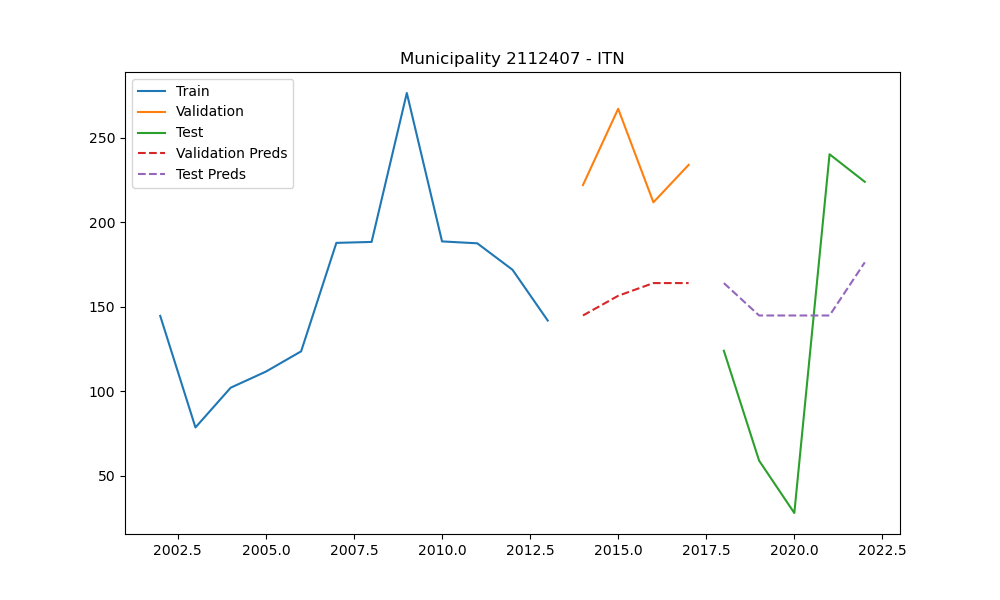 Municipality 2112407 - ITN
Train
Validation
Test
Validation Preds
Test Preds
250
200
150
100
50
2002.5 2005.0 2007.5 2010.0 2012.5 2015.0 2017.5 2020.0 2022.5